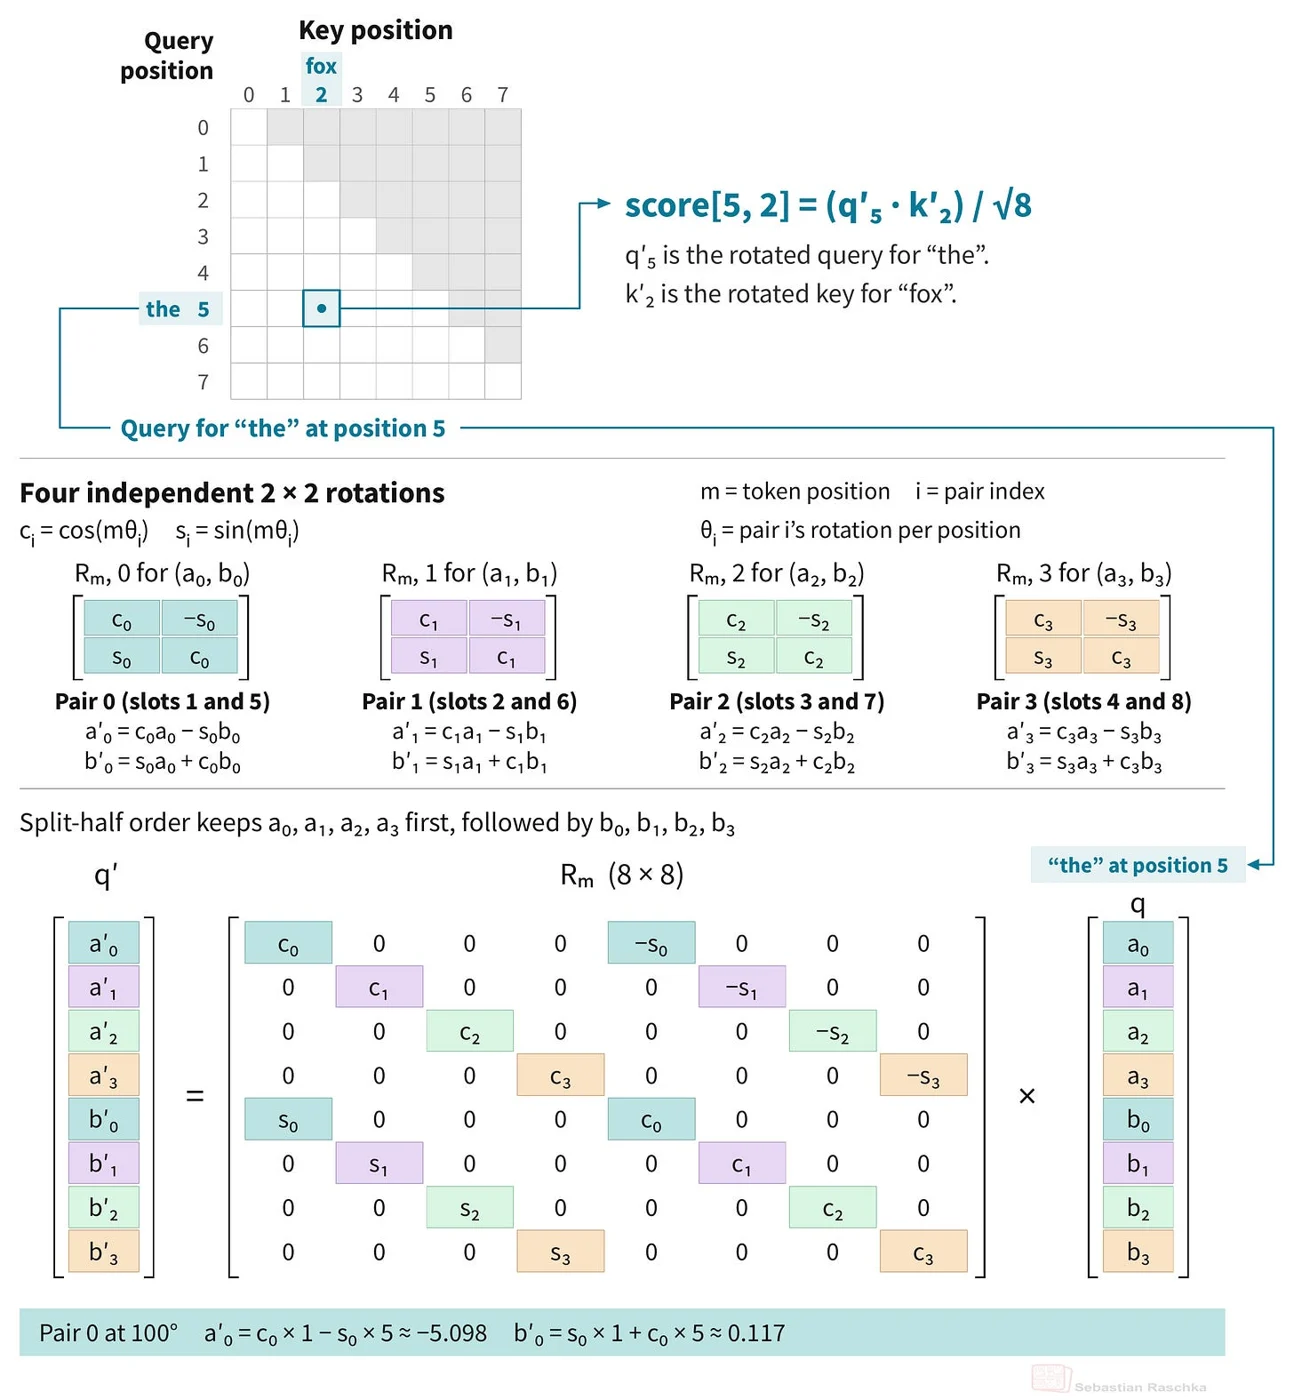 Key position
Query
position
fox
0 1 2 3 4 5 6 7
0
1
2
3
4
the 5
6
7
score[5, 2] = (q′₅ · k′₂) / √8
q′₅ is the rotated query for “the”.
k′₂ is the rotated key for “fox”.
Query for “the” at position 5
Four independent 2 × 2 rotations
m = token position i = pair index
cᵢ = cos(mθᵢ) sᵢ = sin(mθᵢ)
θᵢ = pair i’s rotation per position
Rₘ, 0 for (a₀, b₀)
c₀ −s₀
s₀ c₀
Pair 0 (slots 1 and 5)
a′₀ = c₀a₀ − s₀b₀
b′₀ = s₀a₀ + c₀b₀
Rₘ, 1 for (a₁, b₁)
c₁ −s₁
s₁ c₁
Pair 1 (slots 2 and 6)
a′₁ = c₁a₁ − s₁b₁
b′₁ = s₁a₁ + c₁b₁
Rₘ, 2 for (a₂, b₂)
c₂ −s₂
s₂ c₂
Pair 2 (slots 3 and 7)
a′₂ = c₂a₂ − s₂b₂
b′₂ = s₂a₂ + c₂b₂
Rₘ, 3 for (a₃, b₃)
c₃ −s₃
s₃ c₃
Pair 3 (slots 4 and 8)
a′₃ = c₃a₃ − s₃b₃
b′₃ = s₃a₃ + c₃b₃
Split-half order keeps a₀, a₁, a₂, a₃ first, followed by b₀, b₁, b₂, b₃
“the” at position 5
q′ Rₘ (8 × 8) q
a′₀ c₀ 0 0 0 −s₀ 0 0 0 a₀
a′₁ 0 c₁ 0 0 0 −s₁ 0 0 a₁
a′₂ 0 0 c₂ 0 0 0 −s₂ 0 a₂
a′₃ 0 0 0 c₃ 0 0 0 −s₃ a₃
= ×
b′₀ s₀ 0 0 0 c₀ 0 0 0 b₀
b′₁ 0 s₁ 0 0 0 c₁ 0 0 b₁
b′₂ 0 0 s₂ 0 0 0 c₂ 0 b₂
b′₃ 0 0 0 s₃ 0 0 0 c₃ b₃
Pair 0 at 100° a′₀ = c₀ × 1 − s₀ × 5 ≈ −5.098 b′₀ = s₀ × 1 + c₀ × 5 ≈ 0.117
Sebastian Raschka